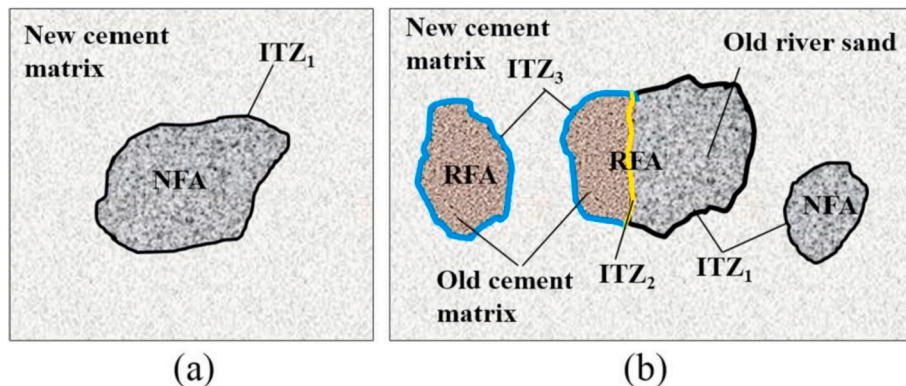 New cement
matrix
ITZ₁
NFA
(a)
New cement
matrix
ITZ₃
Old river sand
RFA
RFA
NFA
Old cement
matrix
ITZ₂
ITZ₁
(b)